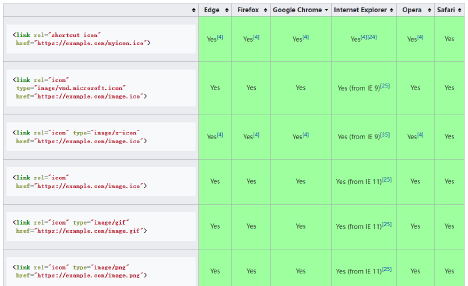 Edge Firefox Google Chrome Internet Explorer Opera Safari
<link rel="shortcut icon"
href="https://example.com/myicon.ico">
Yes[4] Yes[4] Yes[4] Yes[4][24] Yes[4] Yes
<link rel="icon"
type="image/vnd.microsoft.icon"
href="https://example.com/image.ico">
Yes Yes Yes Yes (from IE 9)[25] Yes Yes
<link rel="icon" type="image/x-icon"
href="https://example.com/image.ico">
Yes[4] Yes[4] Yes[4] Yes (from IE 9)[25] Yes[4] Yes
<link rel="icon"
href="https://example.com/image.ico">
Yes Yes Yes Yes (from IE 11)[25] Yes Yes
<link rel="icon" type="image/gif"
href="https://example.com/image.gif">
Yes Yes Yes Yes (from IE 11)[25] Yes Yes
<link rel="icon" type="image/png"
href="https://example.com/image.png">
Yes Yes Yes Yes (from IE 11)[25] Yes Yes